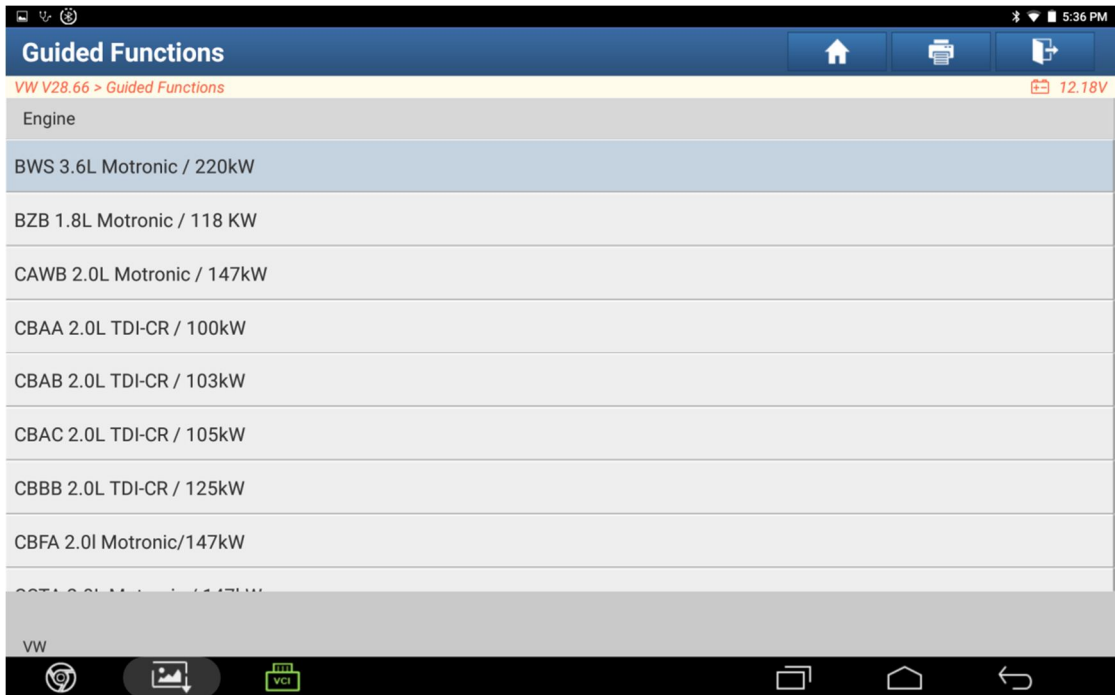 5:36 PM
Guided Functions
VW V28.66 > Guided Functions
12.18V
Engine
BWS 3.6L Motronic / 220kW
BZB 1.8L Motronic / 118 KW
CAWB 2.0L Motronic / 147kW
CBAA 2.0L TDI-CR / 100kW
CBAB 2.0L TDI-CR / 103kW
CBAC 2.0L TDI-CR / 105kW
CBBB 2.0L TDI-CR / 125kW
CBFA 2.0l Motronic/147kW
VW
VCI